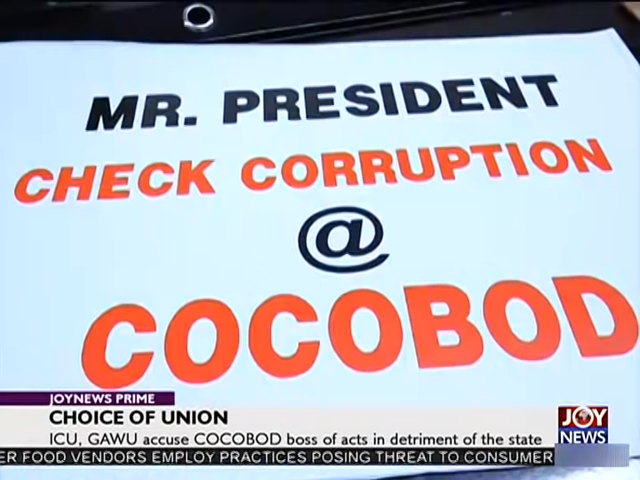 MR. PRESIDENT
CHECK CORRUPTION
@
COCOBOD
JOYNEWS PRIME
CHOICE OF UNION
ICU, GAWU accuse COCOBOD boss of acts in detriment of the state
JOY
NEWS
ER FOOD VENDORS EMPLOY PRACTICES POSING THREAT TO CONSUMER